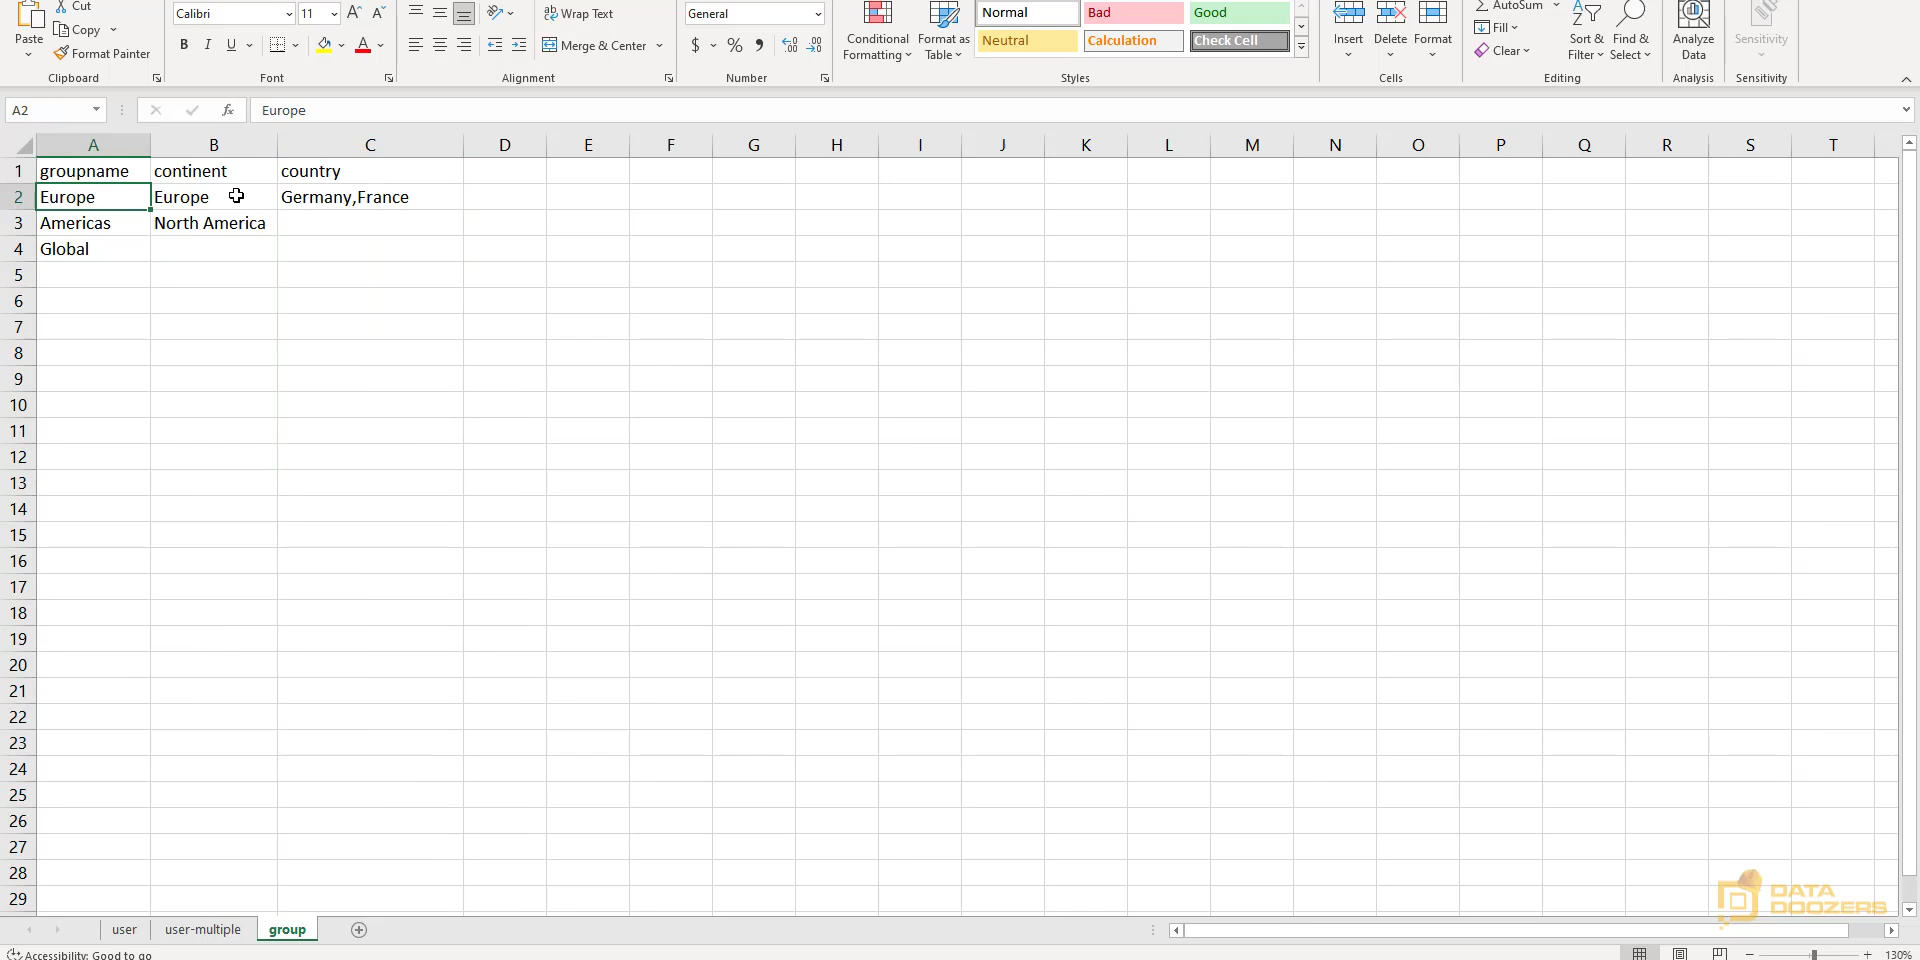 Cut
Copy
Format Painter
Paste
Clipboard
Calibri
11
B
I
U
Font
Wrap Text
Merge & Center
Alignment
General
$ % ,
Number
Conditional Formatting
Format as Table
Normal
Bad
Good
Neutral
Calculation
Check Cell
Styles
Insert
Delete
Format
Cells
AutoSum
Fill
Clear
Sort & Filter
Find & Select
Editing
Analyze Data
Analysis
Sensitivity
Sensitivity
A2
fx
Europe
A B C D E F G H I J K L M N O P Q R S T
1 groupname continent country
2 Europe Europe Germany,France
3 Americas North America
4 Global
5
6
7
8
9
10
11
12
13
14
15
16
17
18
19
20
21
22
23
24
25
26
27
28
29
DATA
DOOZERS
user
user-multiple
group
Accessibility: Good to go
130%